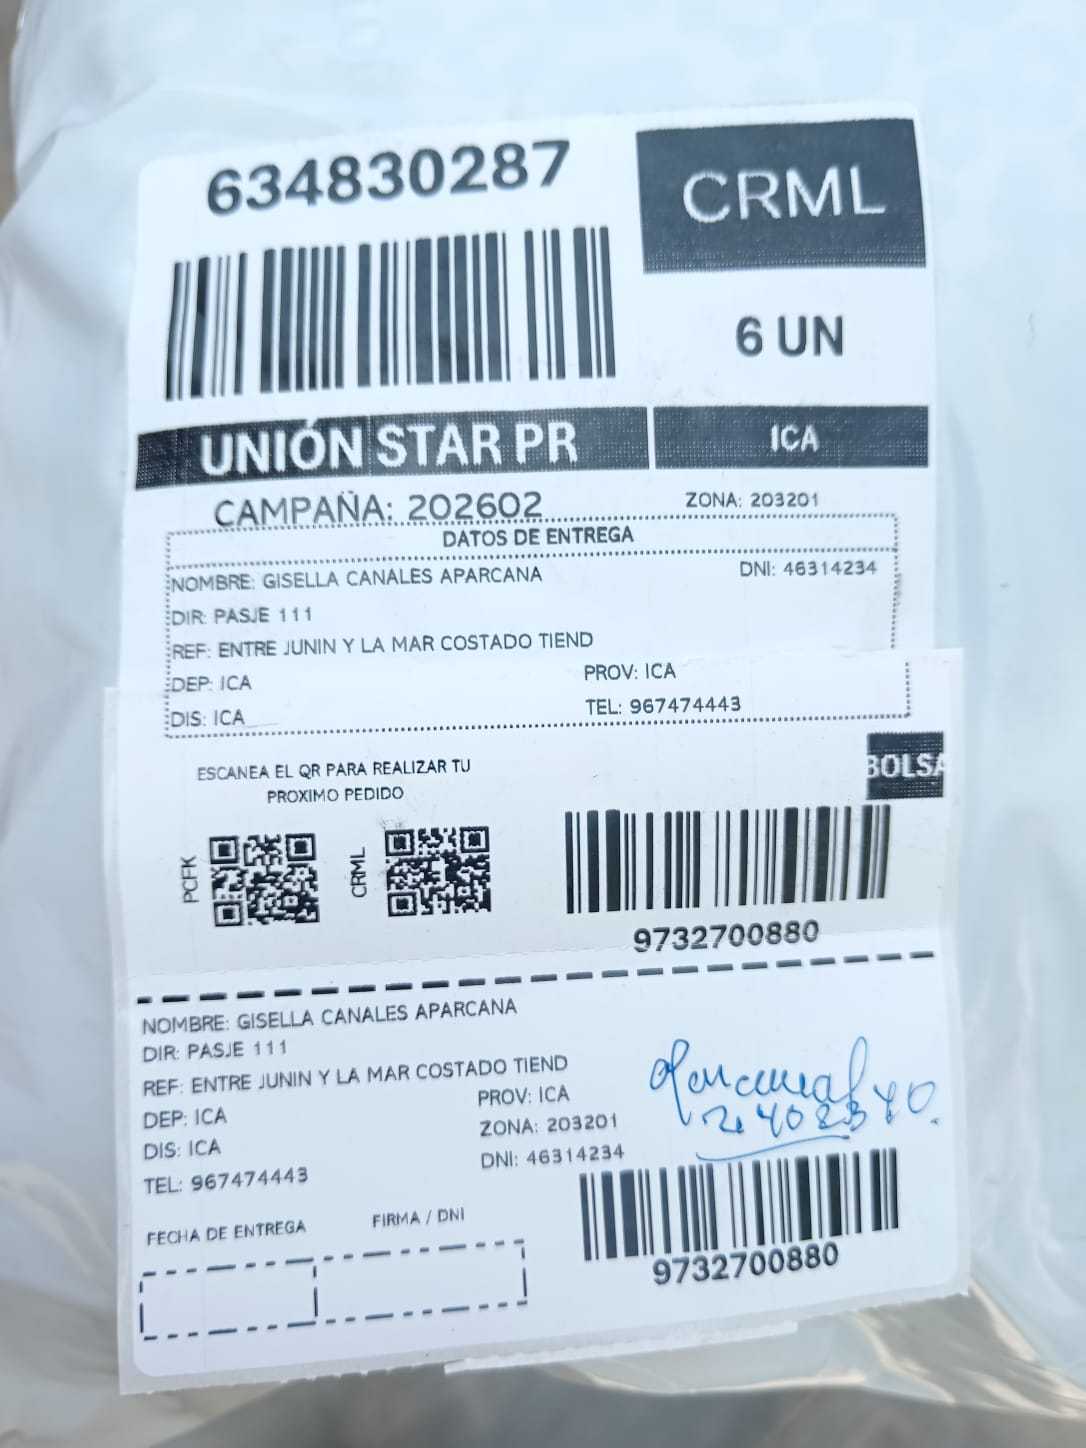 634830287
CRML
6 UN
UNIÓN STAR PR
ICA
CAMPAÑA: 202602
ZONA: 203201
DATOS DE ENTREGA
NOMBRE: GISELLA CANALES APARCANA
DNI: 46314234
DIR: PASJE 111
REF: ENTRE JUNIN Y LA MAR COSTADO TIEND
DEP: ICA
PROV: ICA
DIS: ICA
TEL: 967474443
ESCANEA EL QR PARA REALIZAR TU
PROXIMO PEDIDO
BOLSA
PCFK
CRML
9732700880
NOMBRE: GISELLA CANALES APARCANA
DIR: PASJE 111
REF: ENTRE JUNIN Y LA MAR COSTADO TIEND
DEP: ICA
PROV: ICA
DIS: ICA
ZONA: 203201
TEL: 967474443
DNI: 46314234
FECHA DE ENTREGA
FIRMA / DNI
9732700880